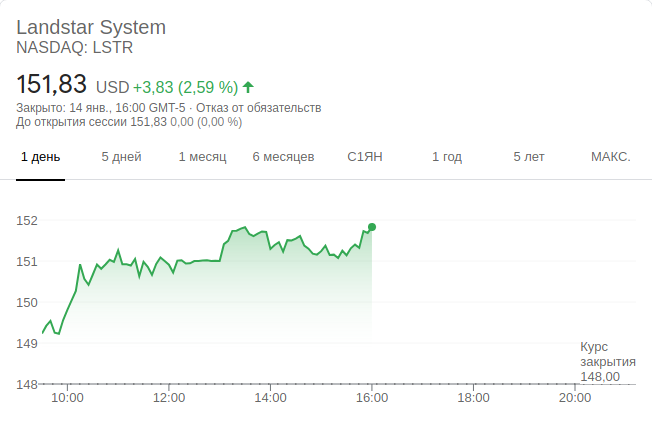 Landstar System
NASDAQ: LSTR
151,83 USD +3,83 (2,59 %)
Закрыто: 14 янв., 16:00 GMT-5 · Отказ от обязательств
До открытия сессии 151,83 0,00 (0,00 %)
1 день 5 дней 1 месяц 6 месяцев С1ЯН 1 год 5 лет МАКС.
152
151
150
149
Курс
закрытия
148,00
148
10:00 12:00 14:00 16:00 18:00 20:00